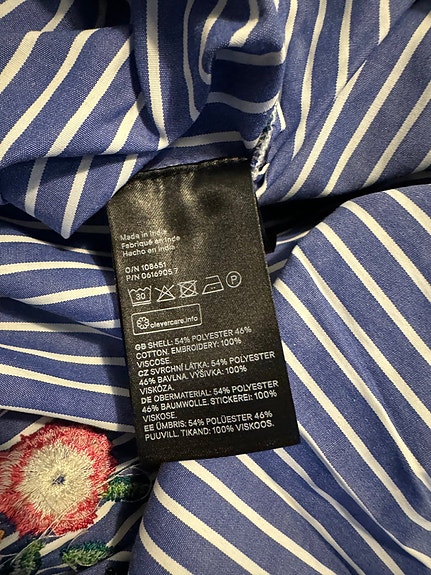 Made in India
Fabriqué en Inde
Hecho en India
O/N 108651
P/N 0616905.7
30 P
clevercare.info
GB SHELL: 54% POLYESTER 46%
COTTON. EMBROIDERY: 100%
VISCOSE.
CZ SVRCHNÍ LÁTKA: 54% POLYESTER
46% BAVLNA. VÝŠIVKA: 100%
VISKÓZA.
DE OBERMATERIAL: 54% POLYESTER
46% BAUMWOLLE. STICKEREI: 100%
VISKOSE.
EE ÜMBRIS: 54% POLÜESTER 46%
PUUVILL. TIKAND: 100% VISKOOS.